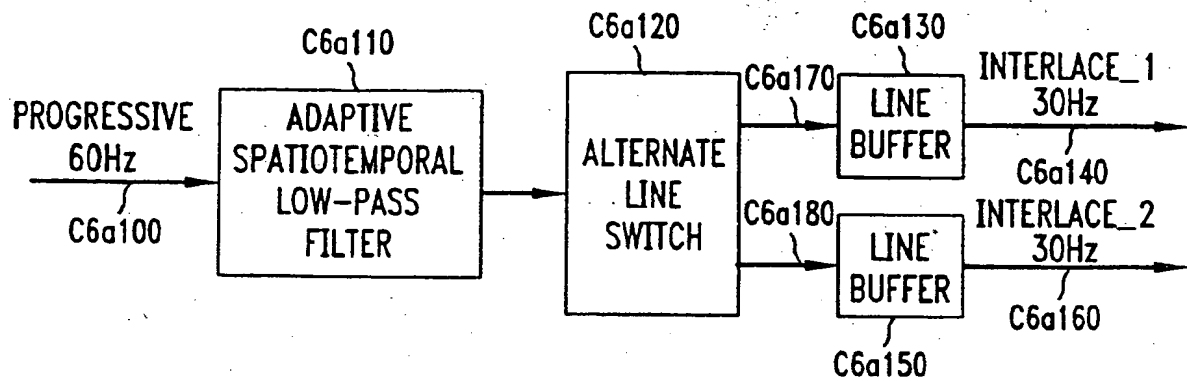 C6a110
C6a120
C6a130
PROGRESSIVE
60Hz
C6a100
ADAPTIVE
SPATIOTEMPORAL
LOW-PASS
FILTER
ALTERNATE
LINE
SWITCH
C6a170
LINE
BUFFER
INTERLACE_1
30Hz
C6a140
C6a180
LINE
BUFFER
INTERLACE_2
30Hz
C6a160
C6a150